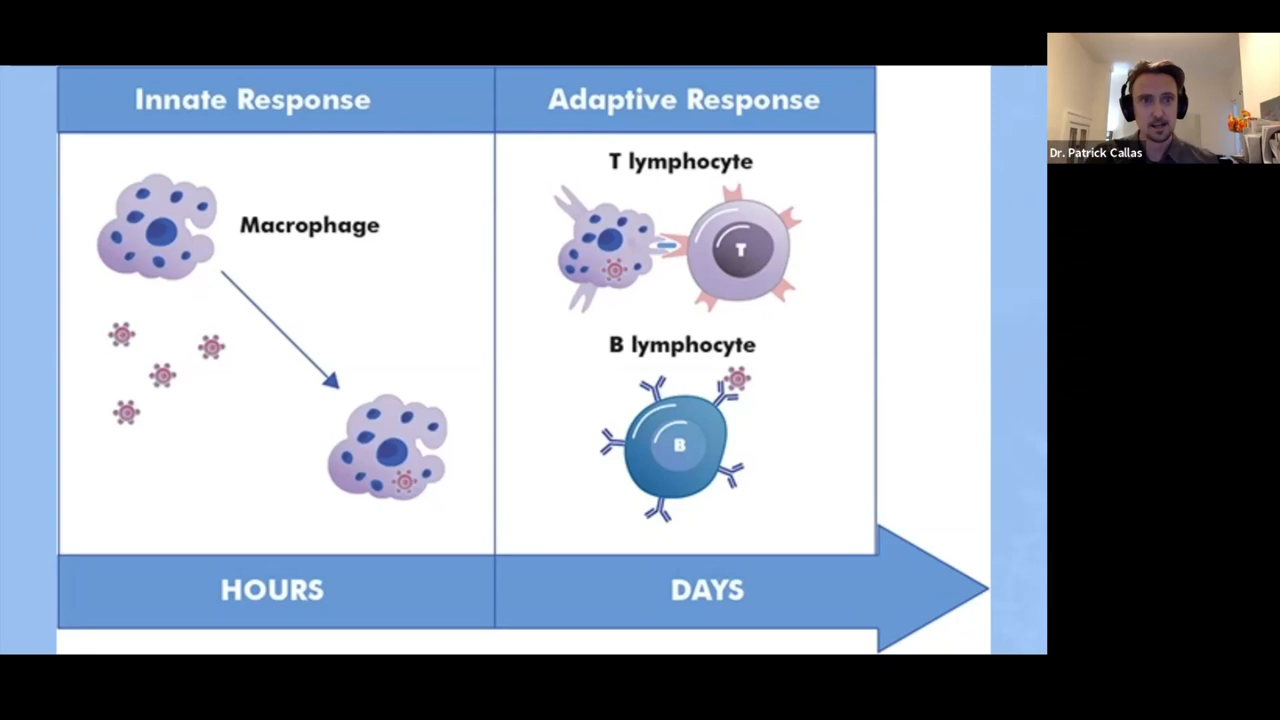 Innate Response
Adaptive Response
Macrophage
T lymphocyte
T
B lymphocyte
B
HOURS
DAYS
Dr. Patrick Callas